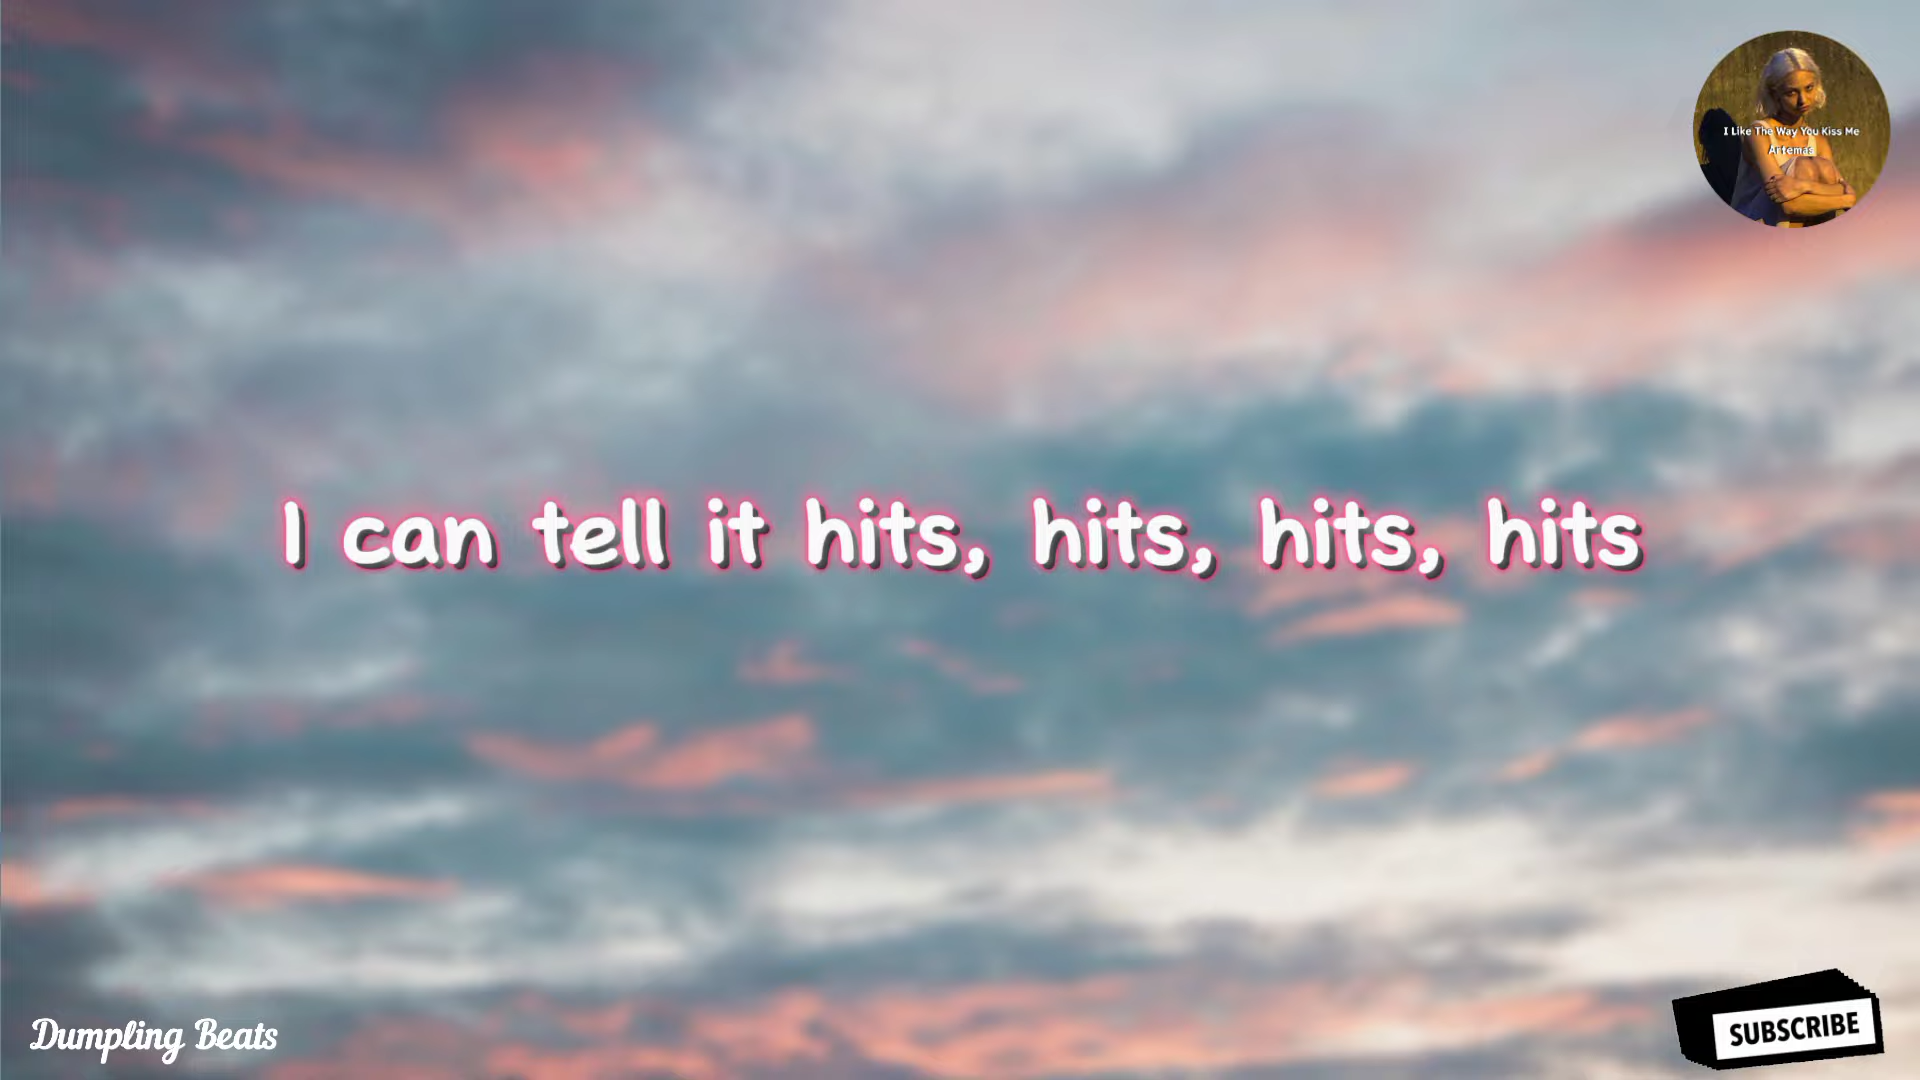 I Like The Way You Kiss Me
Artemas
I can tell it hits, hits, hits, hits
Dumpling Beats
SUBSCRIBE